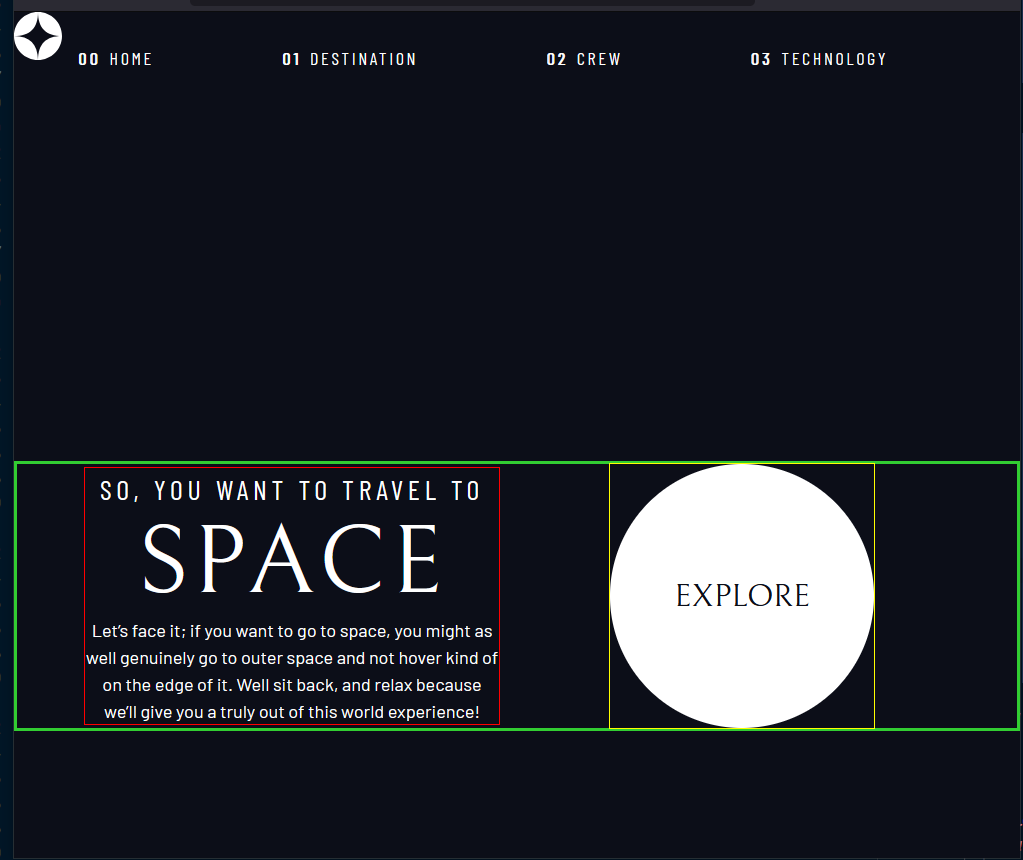 00 HOME 01 DESTINATION 02 CREW 03 TECHNOLOGY
SO, YOU WANT TO TRAVEL TO
SPACE
Let’s face it; if you want to go to space, you might as
well genuinely go to outer space and not hover kind of
on the edge of it. Well sit back, and relax because
we’ll give you a truly out of this world experience!
EXPLORE